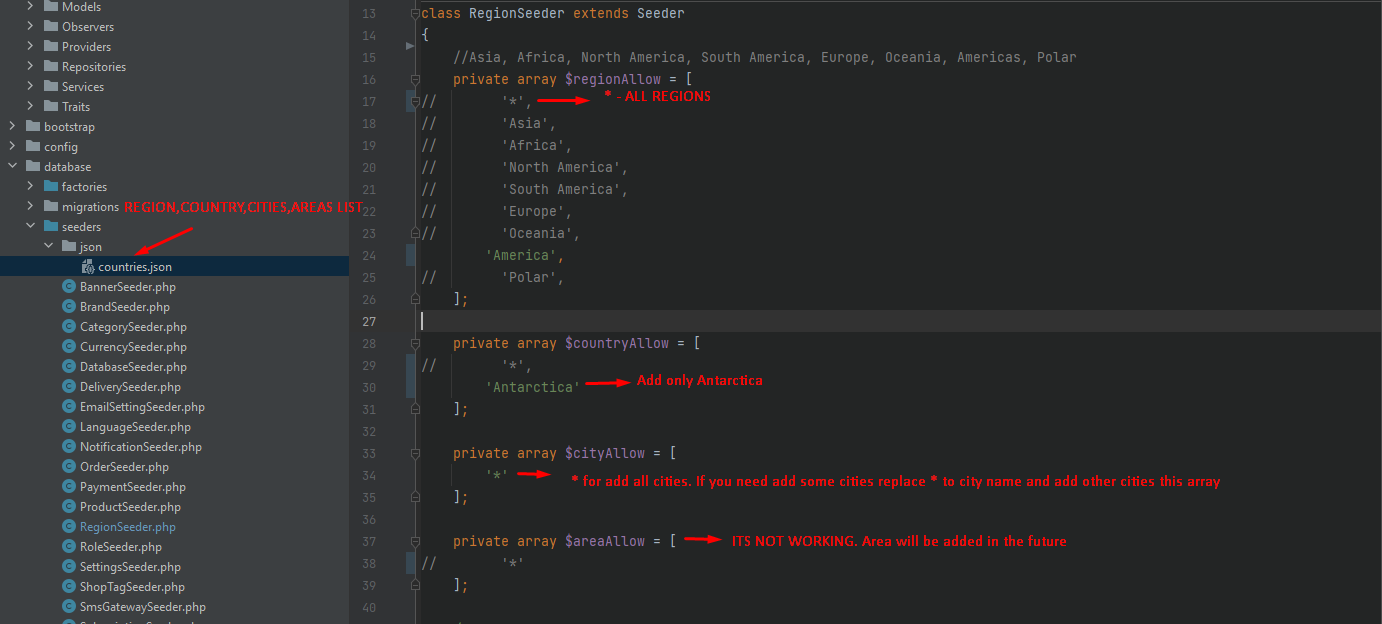 Models
Observers
Providers
Repositories
Services
Traits
bootstrap
config
database
factories
migrations REGION,COUNTRY,CITIES,AREAS LIST
seeders
json
countries.json
BannerSeeder.php
BrandSeeder.php
CategorySeeder.php
CurrencySeeder.php
DatabaseSeeder.php
DeliverySeeder.php
EmailSettingSeeder.php
LanguageSeeder.php
NotificationSeeder.php
OrderSeeder.php
PaymentSeeder.php
ProductSeeder.php
RegionSeeder.php
RoleSeeder.php
SettingsSeeder.php
ShopTagSeeder.php
SmsGatewaySeeder.php
13 class RegionSeeder extends Seeder
14 {
15 //Asia, Africa, North America, South America, Europe, Oceania, Americas, Polar
16 private array $regionAllow = [
17 // '*', * - ALL REGIONS
18 // 'Asia',
19 // 'Africa',
20 // 'North America',
21 // 'South America',
22 // 'Europe',
23 // 'Oceania',
24 'America',
25 // 'Polar',
26 ];
27
28 private array $countryAllow = [
29 // '*',
30 'Antarctica' Add only Antarctica
31 ];
32
33 private array $cityAllow = [
34 '*' * for add all cities. If you need add some cities replace * to city name and add other cities this array
35 ];
36
37 private array $areaAllow = [ ITS NOT WORKING. Area will be added in the future
38 // '*'
39 ];
40